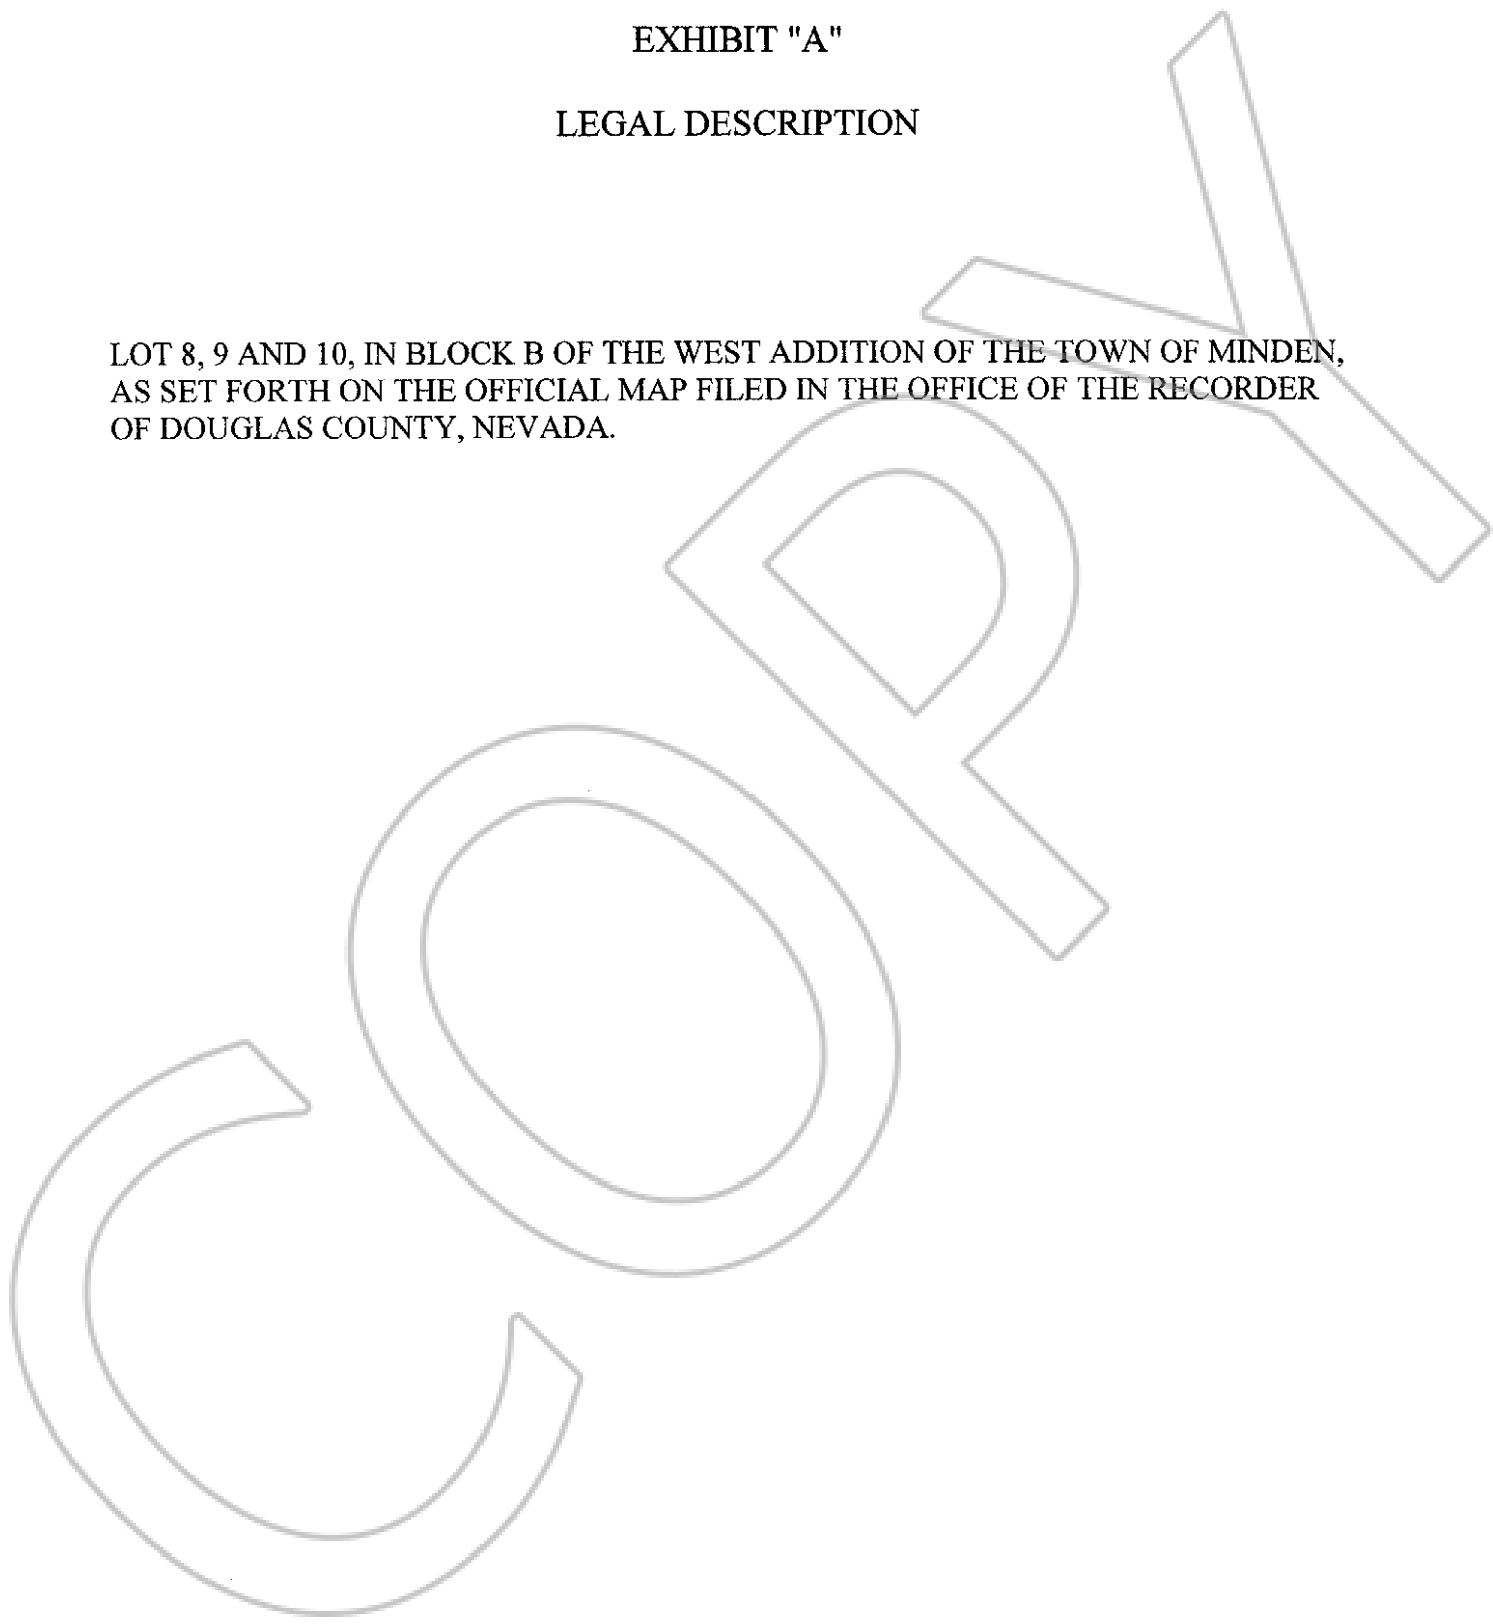 EXHIBIT "A"
LEGAL DESCRIPTION
LOT 8, 9 AND 10, IN BLOCK B OF THE WEST ADDITION OF THE TOWN OF MINDEN,
AS SET FORTH ON THE OFFICIAL MAP FILED IN THE OFFICE OF THE RECORDER
OF DOUGLAS COUNTY, NEVADA.
COPY